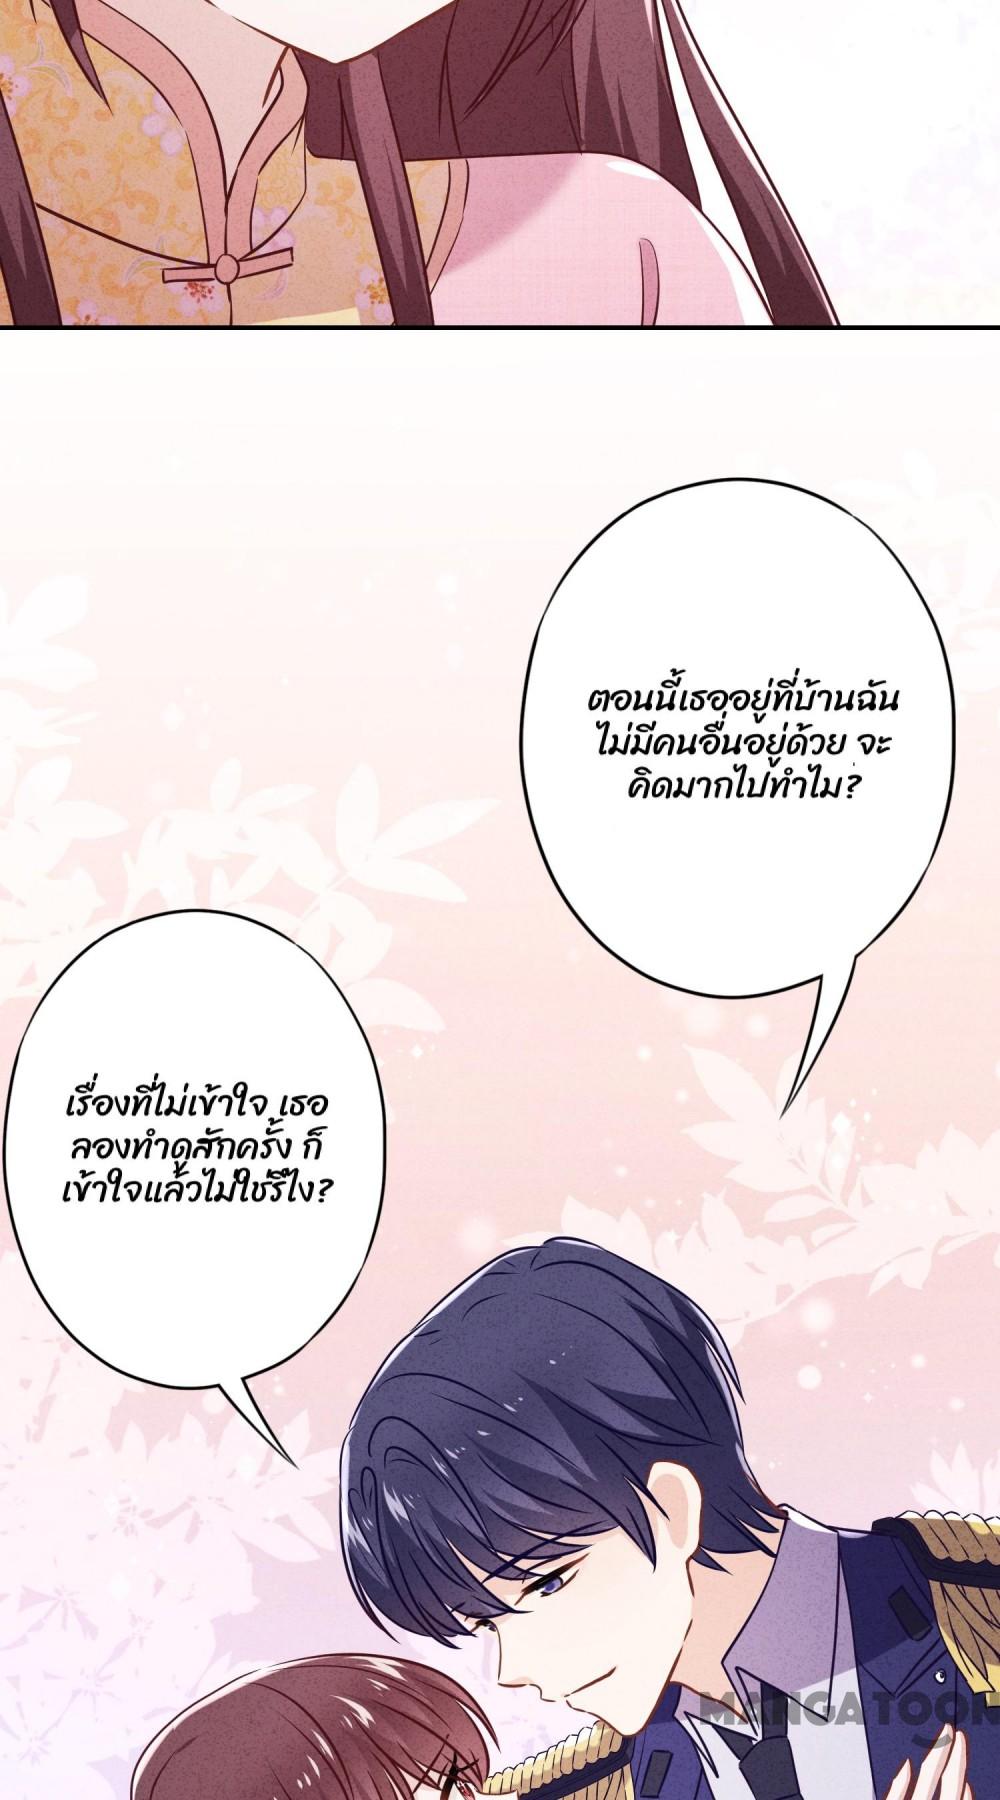 ตอนนี้เธออยู่ที่บ้านฉัน
ไม่มีคนอื่นอยู่ด้วย จะ
คิดมากไปทำไม?
เรื่องที่ไม่เข้าใจ เธอ
ลองทำดูสักครั้ง ก็
เข้าใจแล้วไม่ใช่รึไง?
MANGATOON